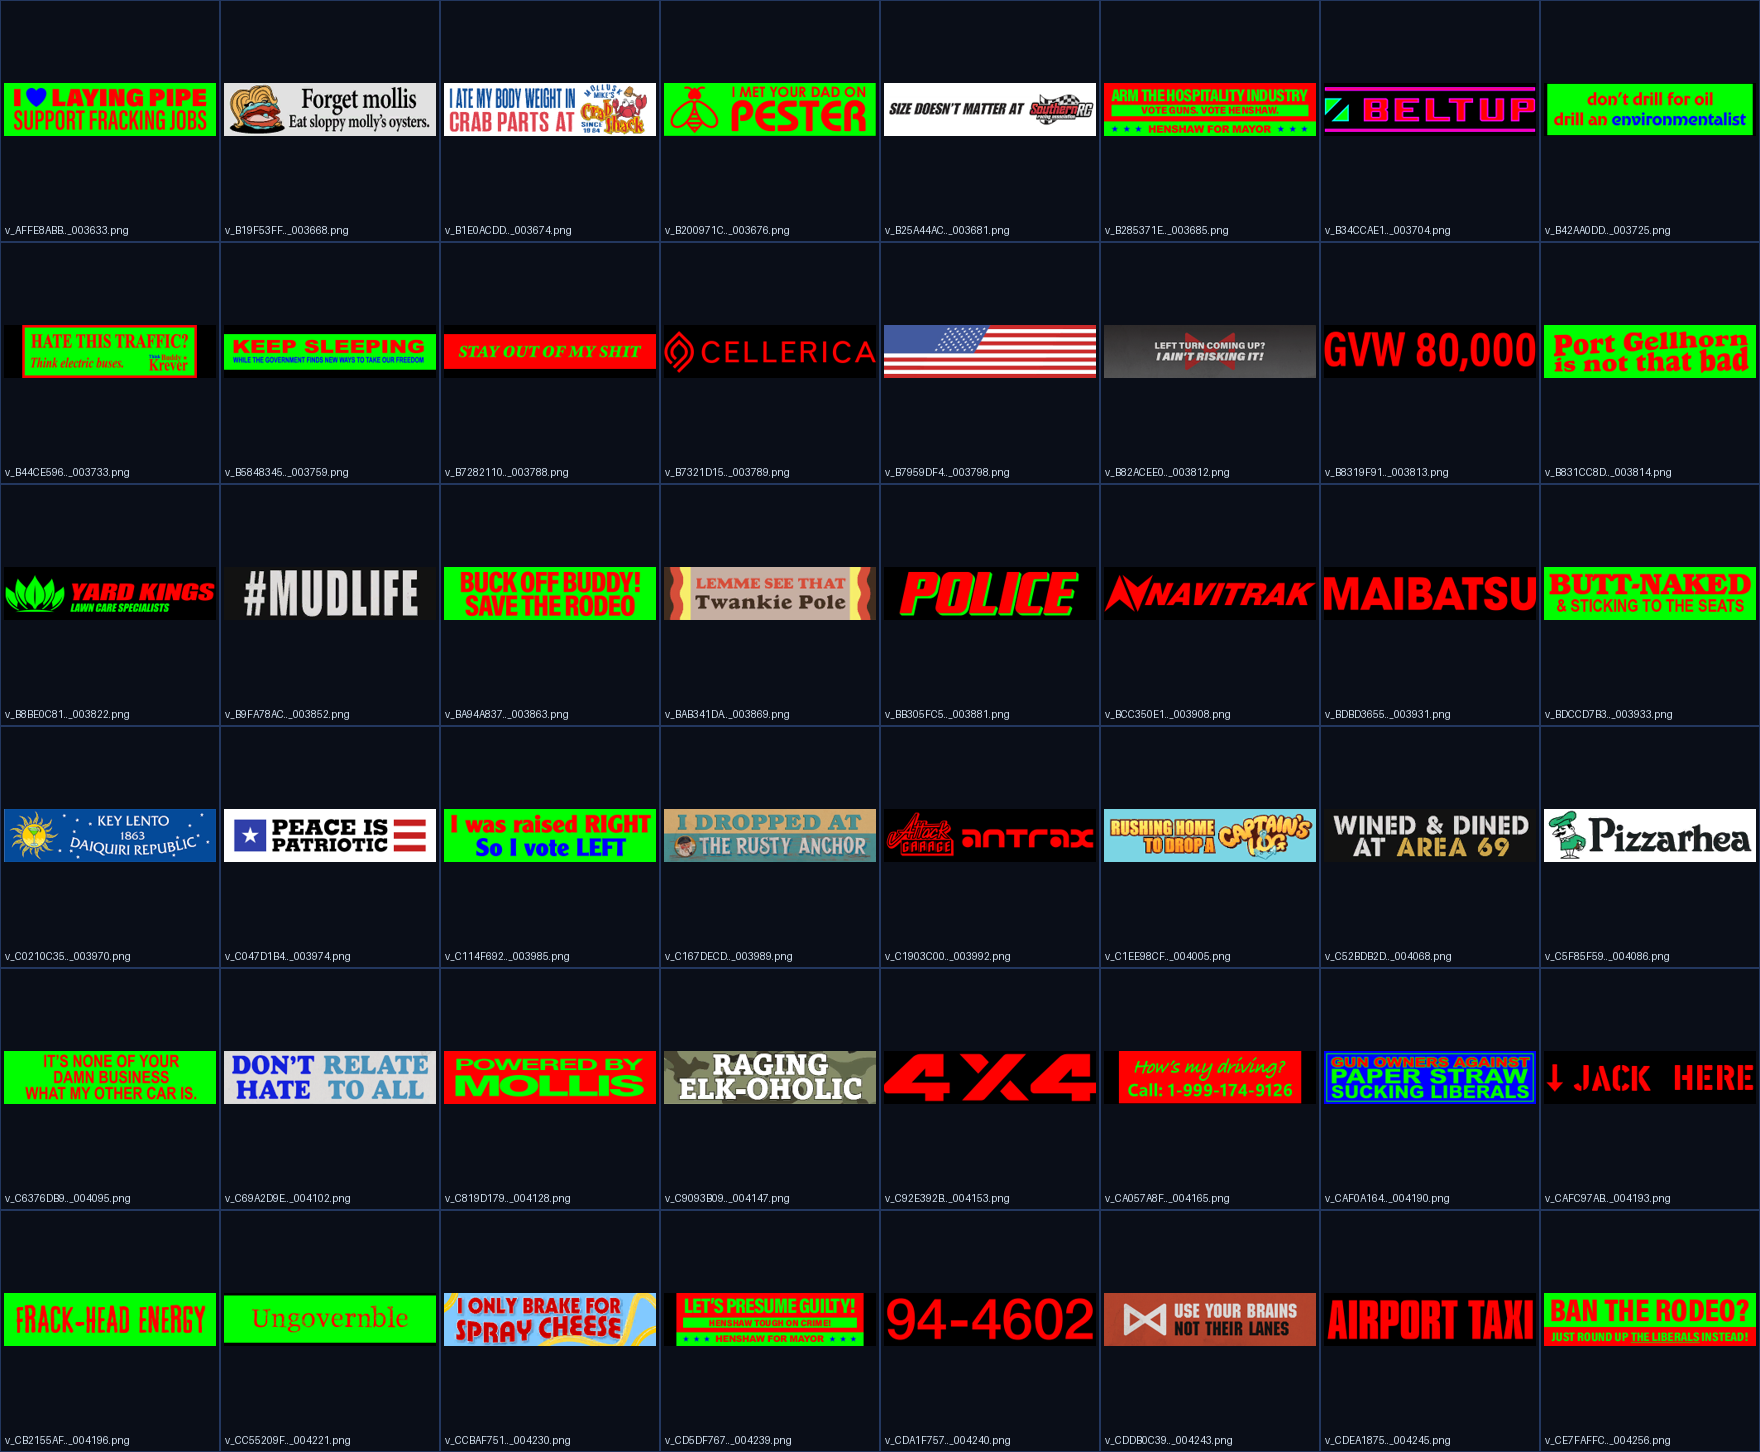 I LAYING PIPE
SUPPORT FRACKING JOBS
v_AFFE8ABB.._003633.png
Forget mollis
Eat sloppy molly's oysters.
v_B19F53FF.._003668.png
I ATE MY BODY WEIGHT IN
CRAB PARTS AT
MOLLUSK
MIKE'S
Crab Shack
SINCE
1984
v_B1E0ACDD.._003674.png
I MET YOUR DAD ON
PESTER
v_B200971C.._003676.png
SIZE DOESN'T MATTER AT
SouthernRC
v_B25A44AC.._003681.png
ARM THE HOSPITALITY INDUSTRY
VOTE GUNS. VOTE HENSHAW.
★ ★ ★ HENSHAW FOR MAYOR ★ ★ ★
v_B285371E.._003685.png
BELTUP
v_B34CCAE1.._003704.png
don't drill for oil
drill an environmentalist
v_B42AA0DD.._003725.png
HATE THIS TRAFFIC?
Think electric buses.
Think Buddy
Krever
v_B44CE596.._003733.png
KEEP SLEEPING
WHILE THE GOVERNMENT FINDS NEW WAYS TO TAKE OUR FREEDOM
v_B5848345.._003759.png
STAY OUT OF MY SHIT
v_B7282110.._003788.png
CELLERICA
v_B7321D15.._003789.png
v_B7959DF4.._003798.png
LEFT TURN COMING UP?
I AIN'T RISKING IT!
v_B82ACEE0.._003812.png
GVW 80,000
v_B8319F91.._003813.png
Port Gellhorn
is not that bad
v_B831CC8D.._003814.png
YARD KINGS
LAWN CARE SPECIALISTS
v_B8BE0C81.._003822.png
#MUDLIFE
v_B9FA78AC.._003852.png
BUCK OFF BUDDY!
SAVE THE RODEO
v_BA94A837.._003863.png
LEMME SEE THAT
Twankie Pole
v_BAB341DA.._003869.png
POLICE
v_BB305FC5.._003881.png
NAVITRAK
v_BCC350E1.._003908.png
MAIBATSU
v_BDBD3655.._003931.png
BUTT-NAKED
& STICKING TO THE SEATS
v_BDCCD7B3.._003933.png
KEY LENTO
1863
DAIQUIRI REPUBLIC
v_C0210C35.._003970.png
PEACE IS
PATRIOTIC
v_C047D1B4.._003974.png
I was raised RIGHT
So I vote LEFT
v_C114F692.._003985.png
I DROPPED AT
THE RUSTY ANCHOR
v_C167DECD.._003989.png
Attack
GARAGE
antrax
v_C1903C00.._003992.png
RUSHING HOME
TO DROP A
CAPTAIN'S
LOG
v_C1EE98CF.._004005.png
WINED & DINED
AT AREA 69
v_C52BDB2D.._004068.png
Pizzarhea
v_C5F85F59.._004086.png
IT'S NONE OF YOUR
DAMN BUSINESS
WHAT MY OTHER CAR IS.
v_C6376DB9.._004095.png
DON'T RELATE
HATE TO ALL
v_C69A2D9E.._004102.png
POWERED BY
MOLLIS
v_C819D179.._004128.png
RAGING
ELK-OHOLIC
v_C9093B09.._004147.png
4X4
v_C92E392B.._004153.png
How's my driving?
Call: 1-999-174-9126
v_CA057A8F.._004165.png
GUN OWNERS AGAINST
PAPER STRAW
SUCKING LIBERALS
v_CAF0A164.._004190.png
↓ JACK HERE
v_CAFC97AB.._004193.png
FRACK-HEAD ENERGY
v_CB2155AF.._004196.png
Ungovernble
v_CC55209F.._004221.png
I ONLY BRAKE FOR
SPRAY CHEESE
v_CCBAF751.._004230.png
LET'S PRESUME GUILTY!
HENSHAW TOUGH ON CRIME!
★ ★ ★ HENSHAW FOR MAYOR ★ ★ ★
v_CD5DF767.._004239.png
94-4602
v_CDA1F757.._004240.png
USE YOUR BRAINS
NOT THEIR LANES
v_CDDB0C39.._004243.png
AIRPORT TAXI
v_CDEA1875.._004245.png
BAN THE RODEO?
JUST ROUND UP THE LIBERALS INSTEAD!
v_CE7FAFFC.._004256.png